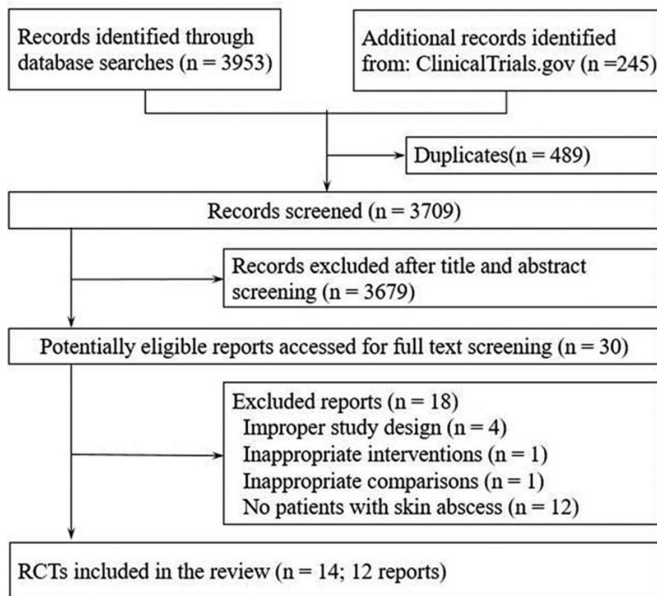 Records identified through
database searches (n = 3953)
Additional records identified
from: ClinicalTrials.gov (n =245)
Duplicates(n = 489)
Records screened (n = 3709)
Records excluded after title and abstract
screening (n = 3679)
Potentially eligible reports accessed for full text screening (n = 30)
Excluded reports (n = 18)
Improper study design (n = 4)
Inappropriate interventions (n = 1)
Inappropriate comparisons (n = 1)
No patients with skin abscess (n = 12)
RCTs included in the review (n = 14; 12 reports)